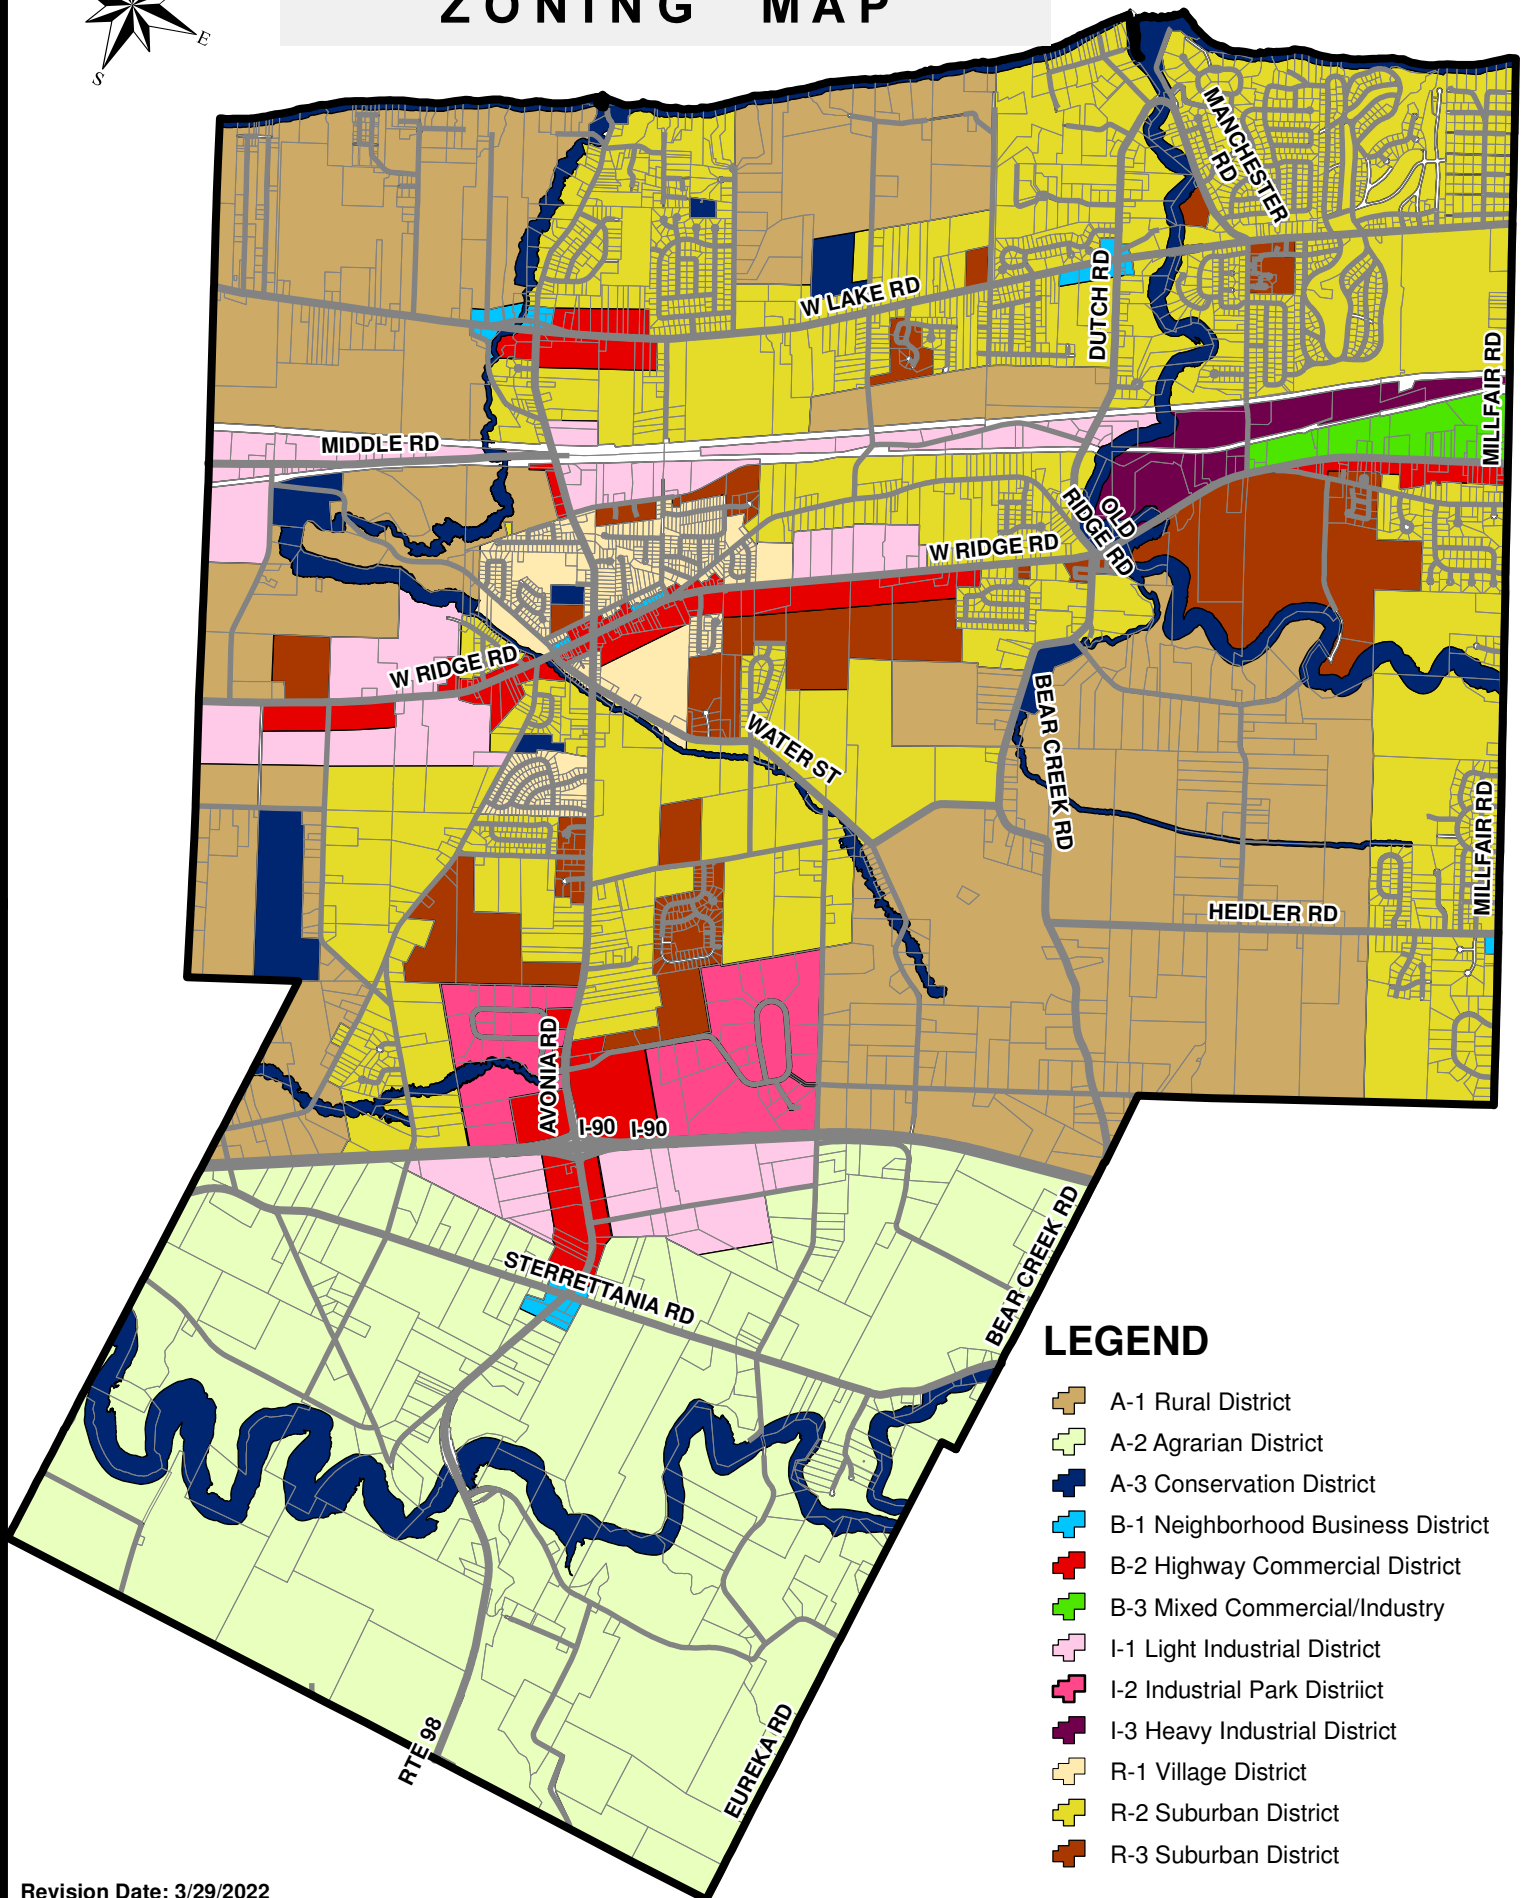 ZONING MAP
E
S
MANCHESTER
RD
W LAKE RD
DUTCH RD
MILLFAIR RD
MIDDLE RD
OLD
RIDGE RD
W RIDGE RD
W RIDGE RD
BEAR CREEK RD
WATER ST
MILLFAIR RD
HEIDLER RD
AVONIA RD
I-90 I-90
BEAR CREEK RD
STERRETTANIA RD
RTE 98
EUREKA RD
LEGEND
A-1 Rural District
A-2 Agrarian District
A-3 Conservation District
B-1 Neighborhood Business District
B-2 Highway Commercial District
B-3 Mixed Commercial/Industry
I-1 Light Industrial District
I-2 Industrial Park Distriict
I-3 Heavy Industrial District
R-1 Village District
R-2 Suburban District
R-3 Suburban District
Revision Date: 3/29/2022